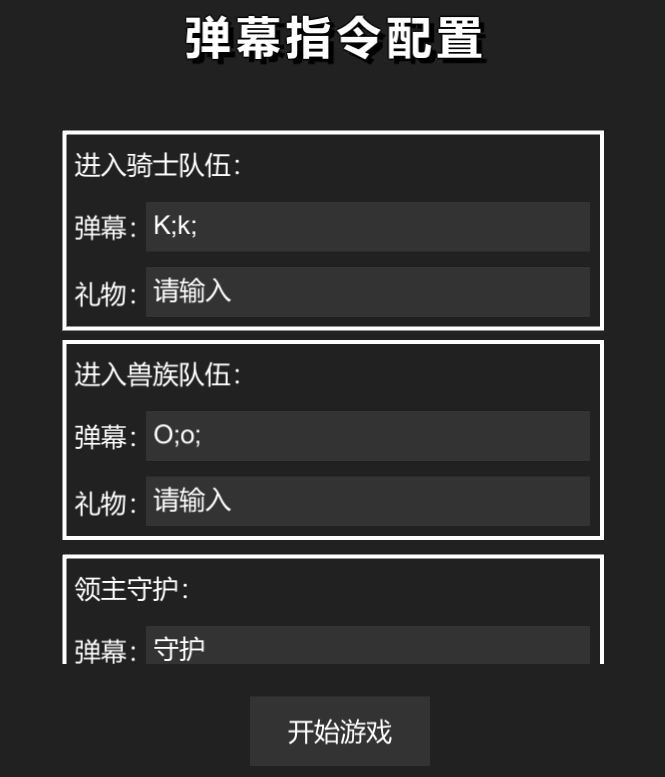 弹幕指令配置
进入骑士队伍：
弹幕： K;k;
礼物： 请输入
进入兽族队伍：
弹幕： O;o;
礼物： 请输入
领主守护：
弹幕： 守护
开始游戏